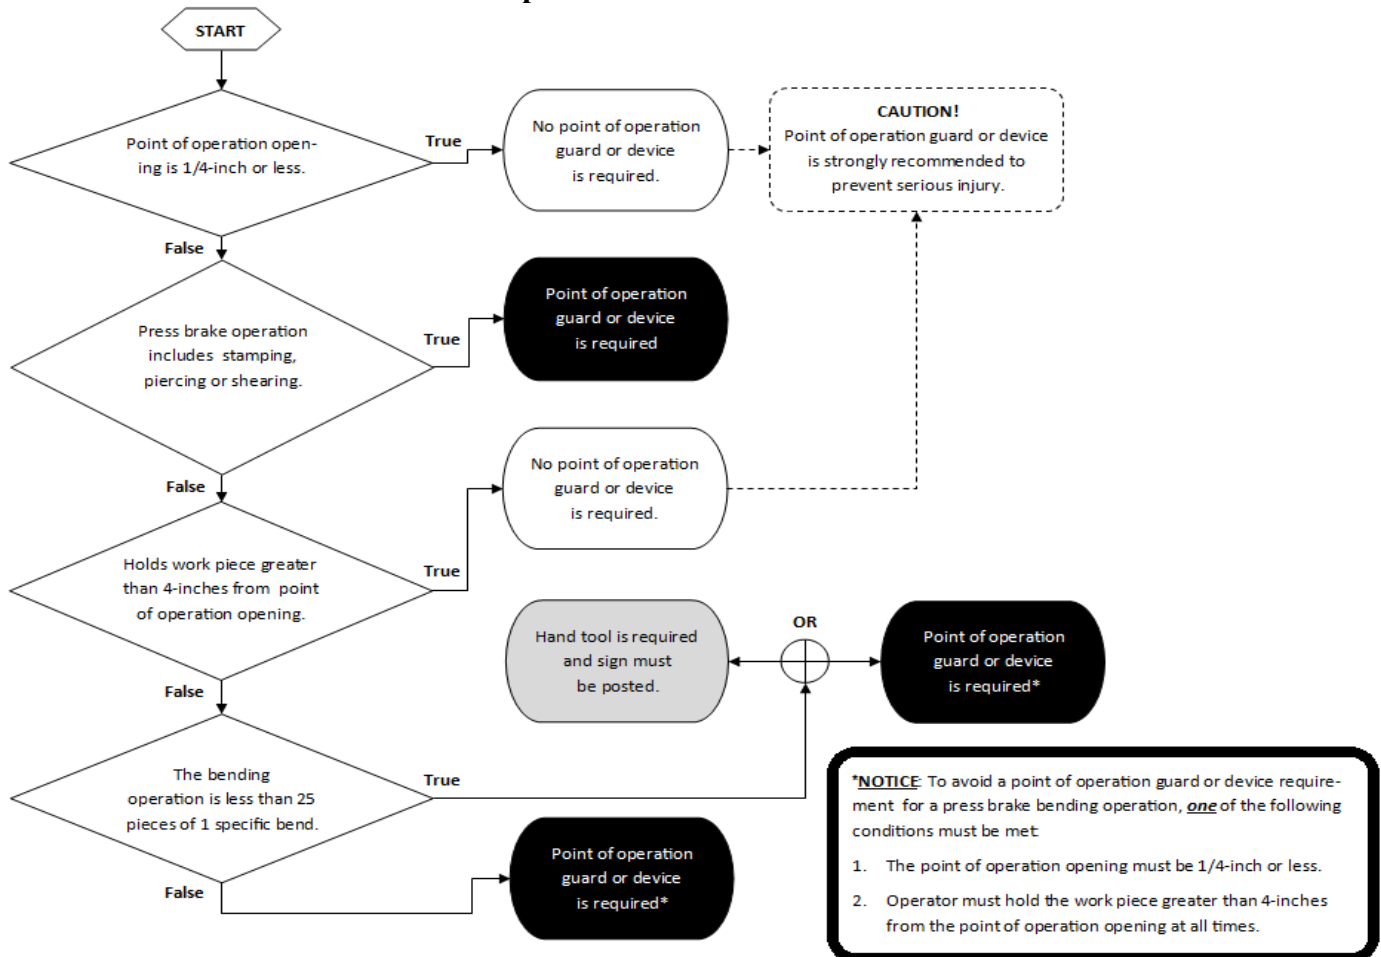 START
Point of operation open-
ing is 1/4-inch or less.
True
No point of operation
guard or device
is required.
CAUTION!
Point of operation guard or device
is strongly recommended to
prevent serious injury.
False
Press brake operation
includes stamping,
piercing or shearing.
True
Point of operation
guard or device
is required
False
Holds work piece greater
than 4-inches from point
of operation opening.
True
No point of operation
guard or device
is required.
False
The bending
operation is less than 25
pieces of 1 specific bend.
True
Hand tool is required
and sign must
be posted.
OR
Point of operation
guard or device
is required*
False
Point of operation
guard or device
is required*
*NOTICE: To avoid a point of operation guard or device require-
ment for a press brake bending operation, one of the following
conditions must be met:
1. The point of operation opening must be 1/4-inch or less.
2. Operator must hold the work piece greater than 4-inches
from the point of operation opening at all times.